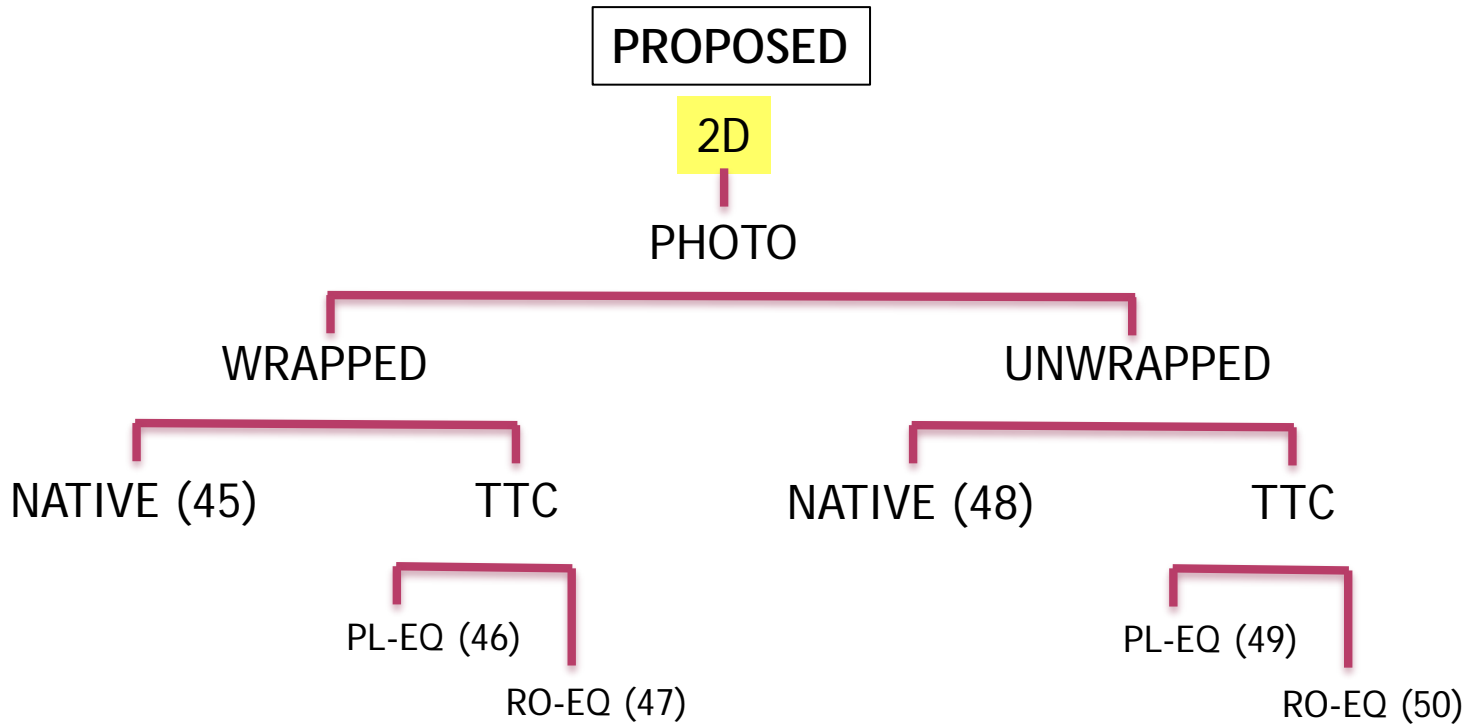 PROPOSED
2D
PHOTO
WRAPPED UNWRAPPED
NATIVE (45) TTC NATIVE (48) TTC
PL-EQ (46) PL-EQ (49)
RO-EQ (47) RO-EQ (50)